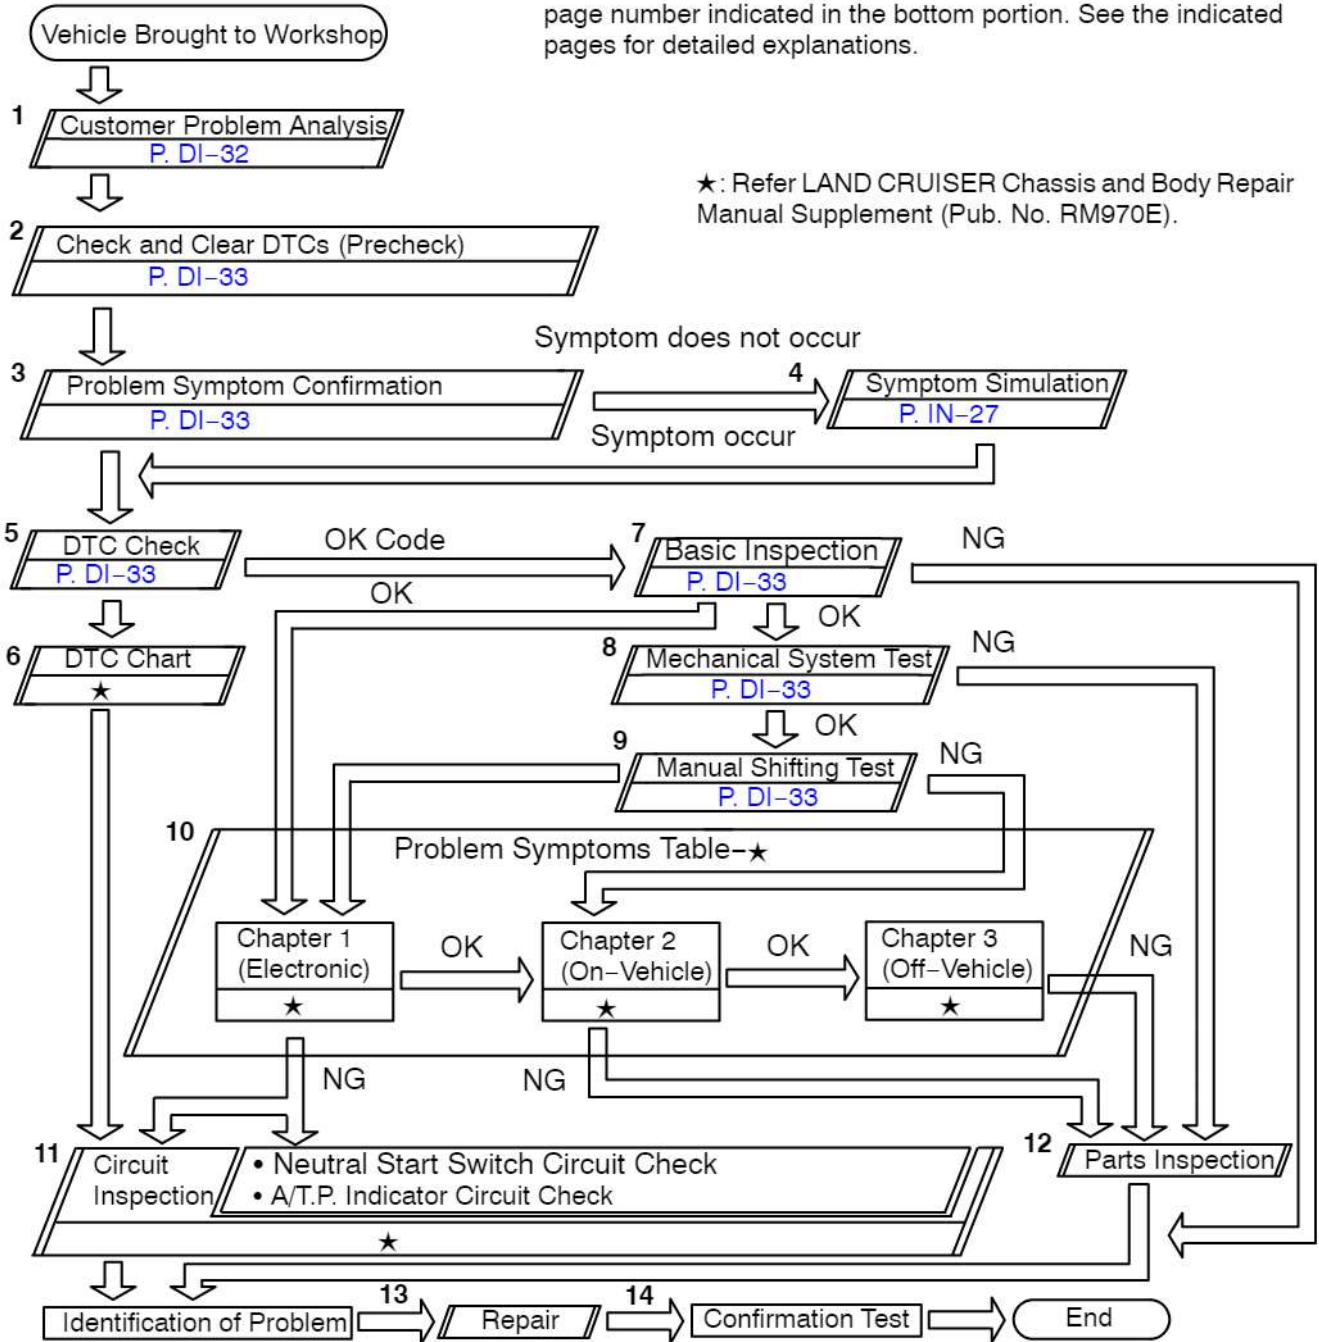 page number indicated in the bottom portion. See the indicated
pages for detailed explanations.
Vehicle Brought to Workshop
1
Customer Problem Analysis
P. DI–32
★: Refer LAND CRUISER Chassis and Body Repair
Manual Supplement (Pub. No. RM970E).
2
Check and Clear DTCs (Precheck)
P. DI–33
Symptom does not occur
3
Problem Symptom Confirmation
P. DI–33
4
Symptom Simulation
P. IN–27
Symptom occur
5
DTC Check
P. DI–33
OK Code
7
Basic Inspection
P. DI–33
NG
OK
OK
6
DTC Chart
★
8
Mechanical System Test
P. DI–33
NG
OK
9
Manual Shifting Test
P. DI–33
NG
10
Problem Symptoms Table–★
Chapter 1
(Electronic)
★
OK
Chapter 2
(On–Vehicle)
★
OK
Chapter 3
(Off–Vehicle)
★
NG
NG
NG
11
Circuit
Inspection
• Neutral Start Switch Circuit Check
• A/T.P. Indicator Circuit Check
★
12
Parts Inspection
Identification of Problem
13
Repair
14
Confirmation Test
End